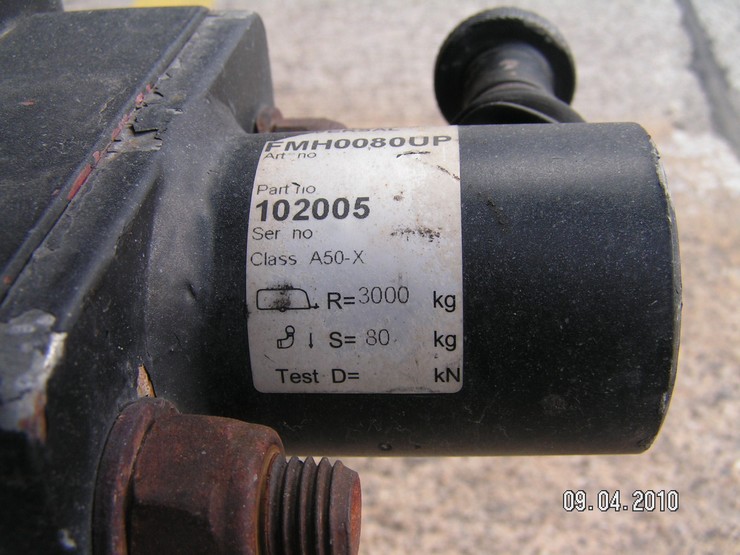 FMH0080UP
Art no
Part no
102005
Ser no
Class A50-X
R=3000 kg
S= 80 kg
Test D= kN
09.04.2010